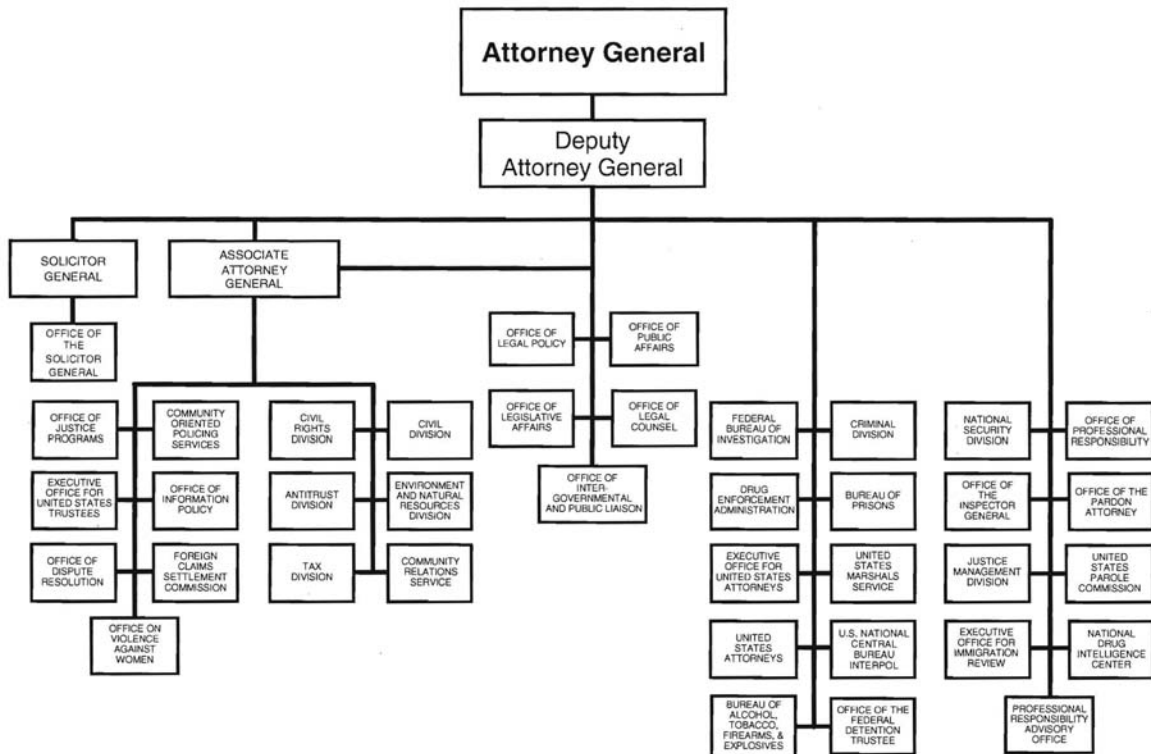 Attorney General
Deputy
Attorney General
SOLICITOR
GENERAL
ASSOCIATE
ATTORNEY
GENERAL
OFFICE OF
THE
SOLICITOR
GENERAL
OFFICE OF
LEGAL POLICY
OFFICE OF
PUBLIC
AFFAIRS
OFFICE OF
LEGISLATIVE
AFFAIRS
OFFICE OF
LEGAL
COUNSEL
OFFICE OF
INTER-
GOVERNMENTAL
AND PUBLIC LIAISON
OFFICE OF
JUSTICE
PROGRAMS
COMMUNITY
ORIENTED
POLICING
SERVICES
EXECUTIVE
OFFICE FOR
UNITED STATES
TRUSTEES
OFFICE OF
INFORMATION
POLICY
OFFICE OF
DISPUTE
RESOLUTION
FOREIGN
CLAIMS
SETTLEMENT
COMMISSION
OFFICE ON
VIOLENCE
AGAINST
WOMEN
CIVIL
RIGHTS
DIVISION
CIVIL
DIVISION
ANTITRUST
DIVISION
ENVIRONMENT
AND NATURAL
RESOURCES
DIVISION
TAX
DIVISION
COMMUNITY
RELATIONS
SERVICE
FEDERAL
BUREAU OF
INVESTIGATION
CRIMINAL
DIVISION
DRUG
ENFORCEMENT
ADMINISTRATION
BUREAU OF
PRISONS
EXECUTIVE
OFFICE FOR
UNITED STATES
ATTORNEYS
UNITED
STATES
MARSHALS
SERVICE
UNITED
STATES
ATTORNEYS
U.S. NATIONAL
CENTRAL
BUREAU
INTERPOL
BUREAU OF
ALCOHOL,
TOBACCO,
FIREARMS, &
EXPLOSIVES
OFFICE OF THE
FEDERAL
DETENTION
TRUSTEE
NATIONAL
SECURITY
DIVISION
OFFICE OF
PROFESSIONAL
RESPONSIBILITY
OFFICE OF
THE
INSPECTOR
GENERAL
OFFICE OF THE
PARDON
ATTORNEY
JUSTICE
MANAGEMENT
DIVISION
UNITED
STATES
PAROLE
COMMISSION
EXECUTIVE
OFFICE FOR
IMMIGRATION
REVIEW
NATIONAL
DRUG
INTELLIGENCE
CENTER
PROFESSIONAL
RESPONSIBILITY
ADVISORY
OFFICE